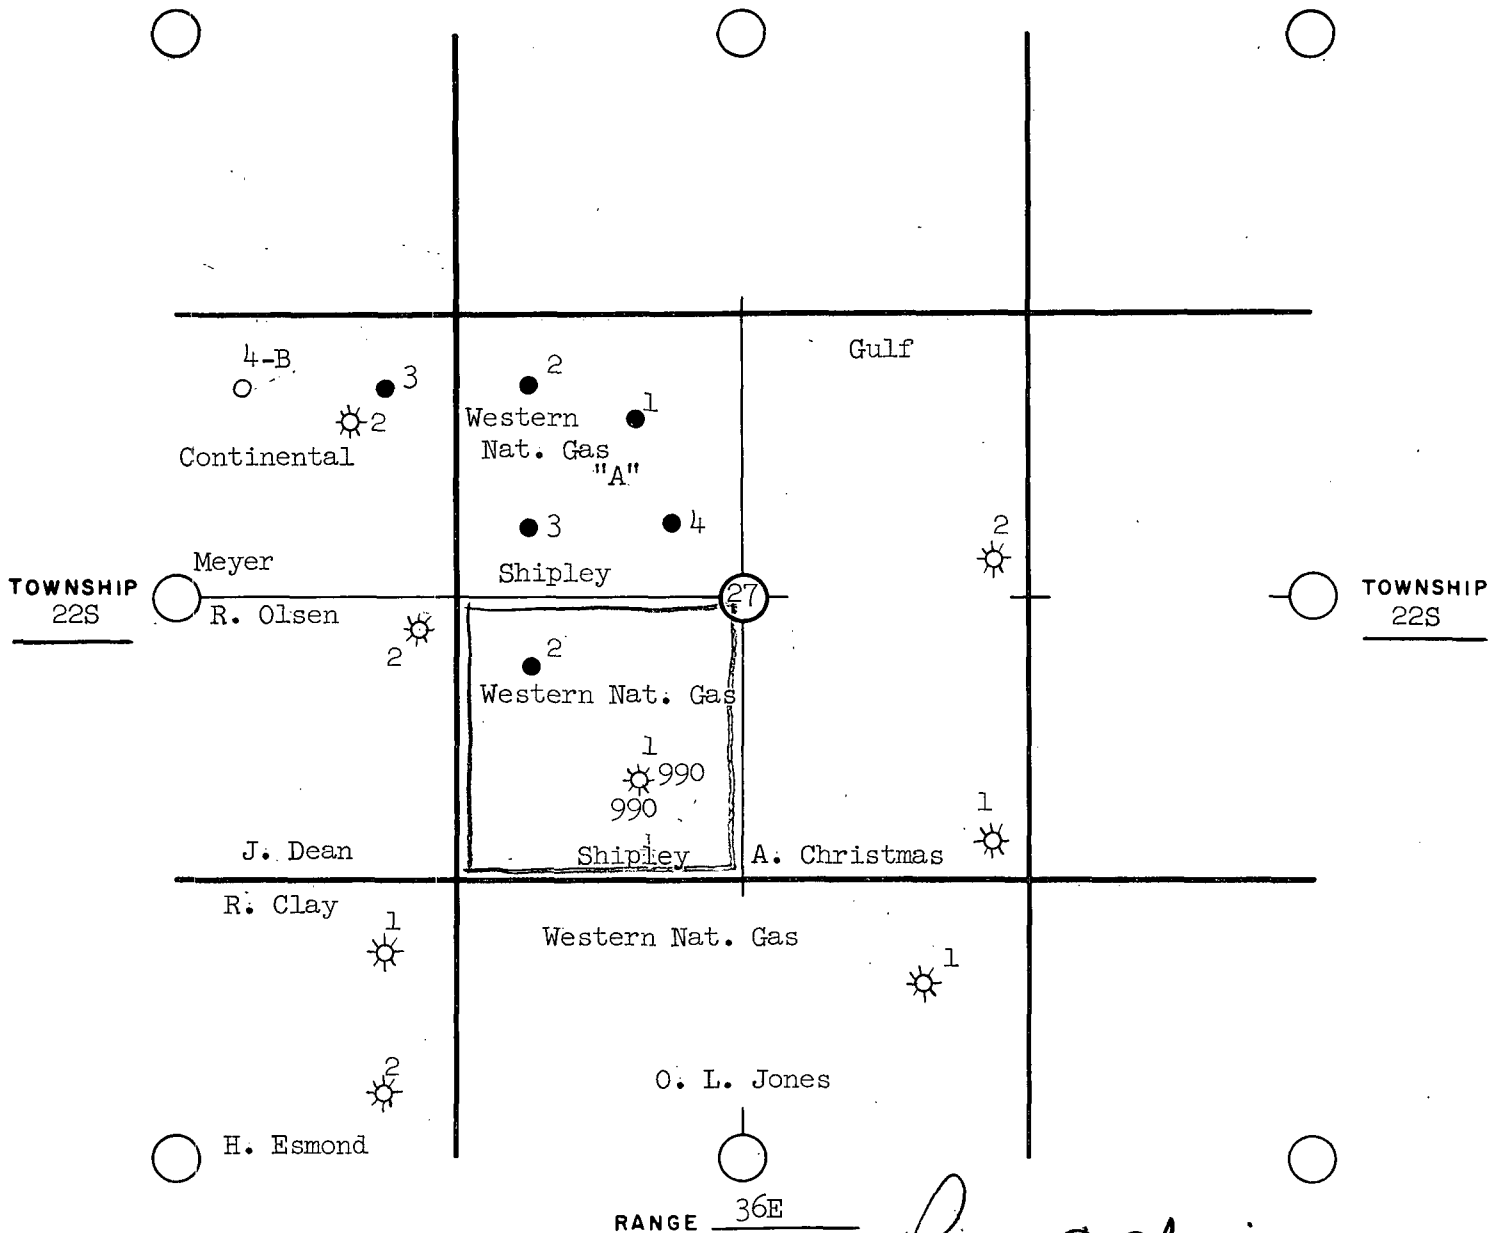 Gulf
4-B
3
2
2
1
Western
Nat. Gas
"A"
Continental
3
4
2
Meyer
Shipley
TOWNSHIP
22S
27
TOWNSHIP
22S
R. Olsen
2
2
Western Nat. Gas
1
990
990
1
J. Dean
Shipley
A. Christmas
R. Clay
1
Western Nat. Gas
1
2
O. L. Jones
H. Esmond
RANGE 36E